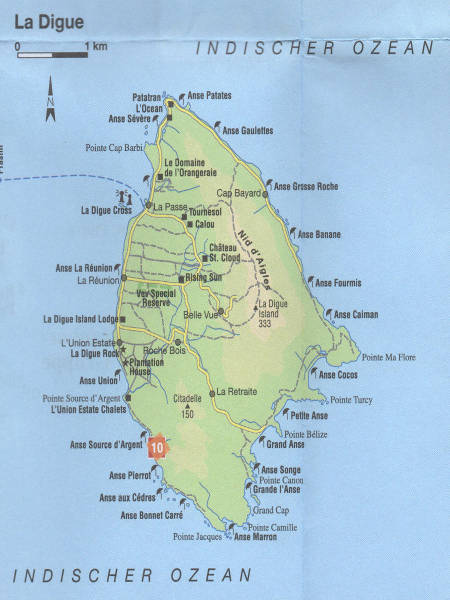 La Digue
0 1 km
INDISCHER OZEAN
N
Patatran
L'Ocean
Anse Patates
Anse Sévère
Anse Gaulettes
Pointe Cap Barbi
Le Domaine
de l'Orangeraie
Cap Bayard
Anse Grosse Roche
Praslin
La Digue Cross
La Passe
Tournesol
Calou
Anse Banane
Nid d'Aigles
Château
St. Cloud
Anse La Réunion
La Réunion
Rising Sun
Anse Fourmis
Vev Special
Reserve
La Digue
Island
333
Belle Vue
Anse Caiman
La Digue Island Lodge
L'Union Estate
La Digue Rock
Roche Bois
Pointe Ma Flore
Plantation
House
Anse Cocos
Anse Union
La Retraite
Pointe Source d'Argent
L'Union Estate Chalets
Citadelle
150
Pointe Turcy
Petite Anse
Pointe Bélize
Anse Source d'Argent
10
Grand Anse
Anse Pierrot
Anse Songe
Pointe Canon
Grande l'Anse
Anse aux Cédres
Anse Bonnet Carré
Grand Cap
Pointe Camille
Pointe Jacques
Anse Marron
INDISCHER OZEAN